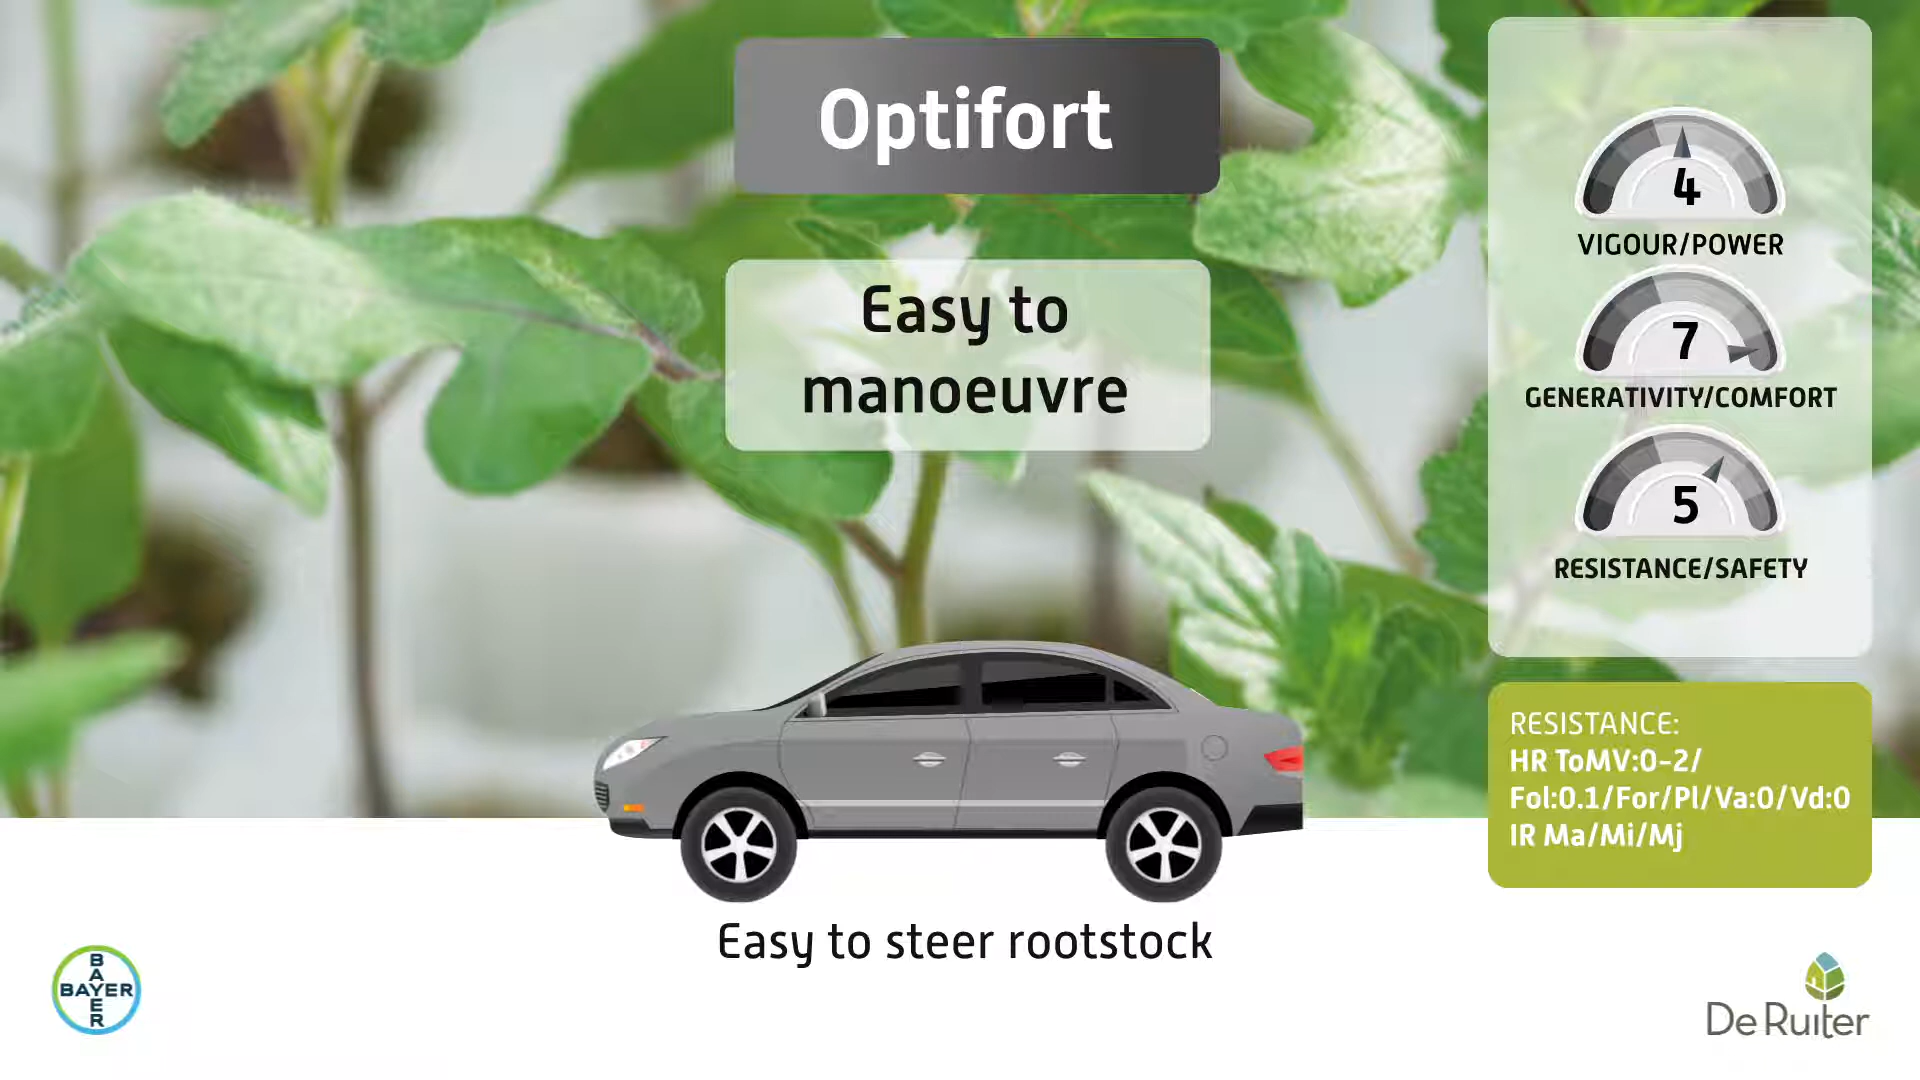 Optifort
Easy to
manoeuvre
4
VIGOUR/POWER
7
GENERATIVITY/COMFORT
5
RESISTANCE/SAFETY
RESISTANCE:
HR ToMV:0-2/
Fol:0.1/For/Pl/Va:0/Vd:0
IR Ma/Mi/Mj
Easy to steer rootstock
BAYER
BAYER
De Ruiter